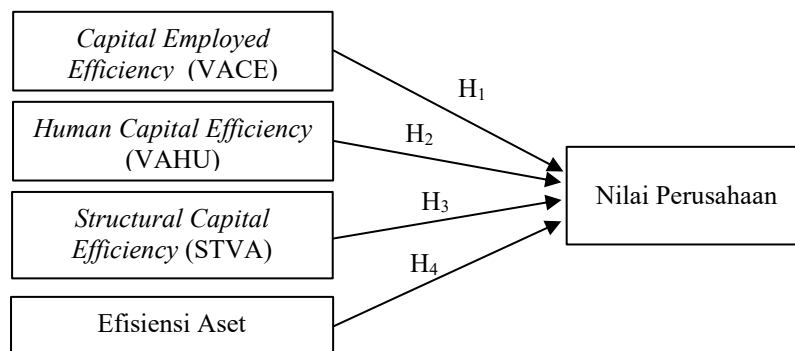 Capital Employed
Efficiency (VACE)
H1
Human Capital Efficiency
(VAHU)
H2
Structural Capital
Efficiency (STVA)
H3
H4
Efisiensi Aset
Nilai Perusahaan